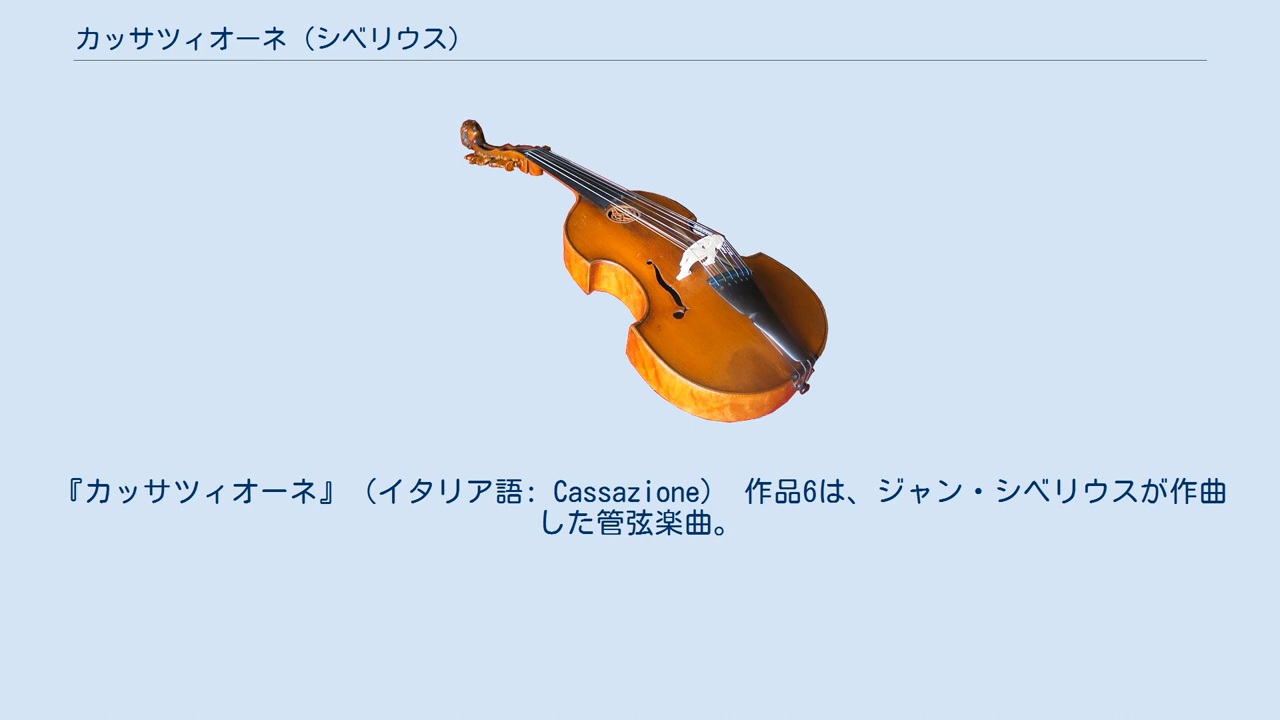 カッサツィオーネ（シベリウス）
『カッサツィオーネ』（イタリア語: Cassazione） 作品6は、ジャン・シベリウスが作曲
した管弦楽曲。